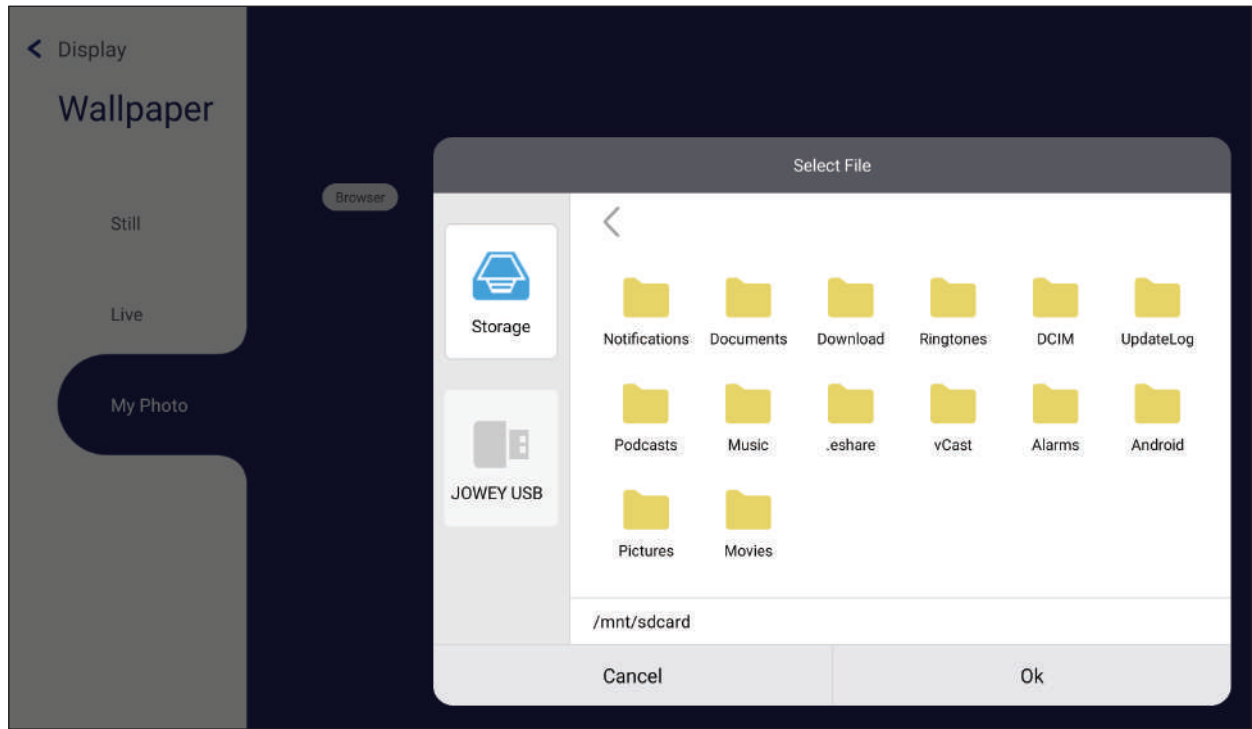 Display
Wallpaper
Still
Live
My Photo
Browser
Select File
Storage
JOWEY USB
Notifications Documents Download Ringtones DCIM UpdateLog
Podcasts Music .eshare vCast Alarms Android
Pictures Movies
/mnt/sdcard
Cancel Ok